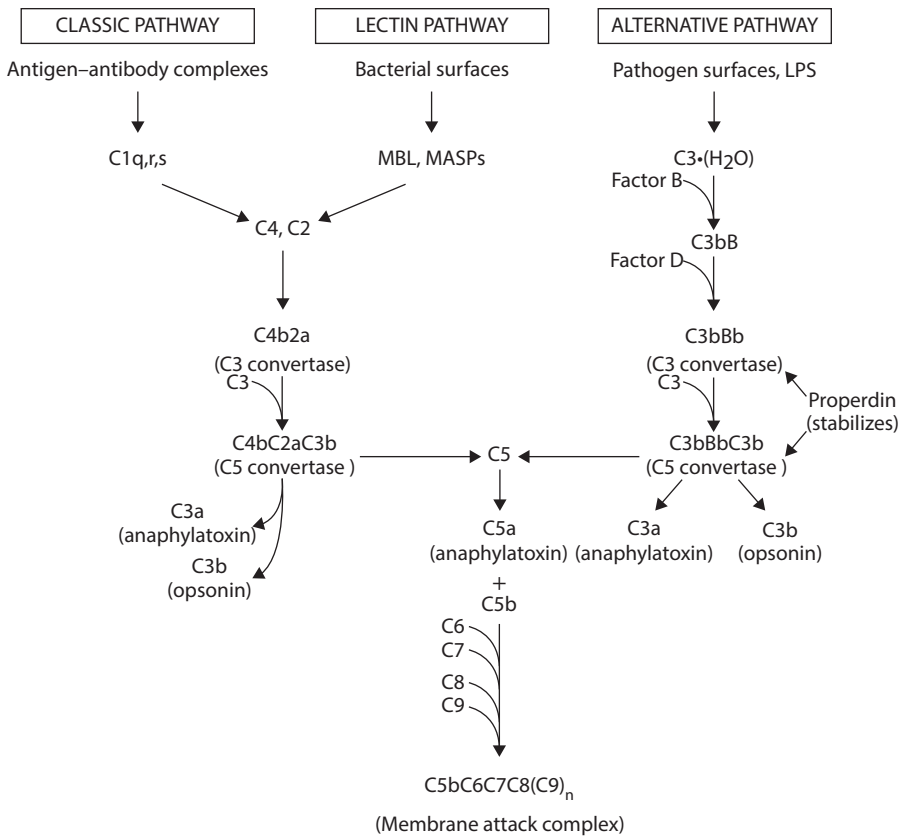 CLASSIC PATHWAY
LECTIN PATHWAY
ALTERNATIVE PATHWAY
Antigen–antibody complexes
Bacterial surfaces
Pathogen surfaces, LPS
C1q,r,s
MBL, MASPs
C3•(H2O)
Factor B
C4, C2
C3bB
Factor D
C4b2a
(C3 convertase)
C3
C3bBb
(C3 convertase)
C3
Properdin
(stabilizes)
C4bC2aC3b
(C5 convertase )
C5
C3bBbC3b
(C5 convertase )
C3a
(anaphylatoxin)
C3b
(opsonin)
C5a
(anaphylatoxin)
+
C5b
C3a
(anaphylatoxin)
C3b
(opsonin)
C6
C7
C8
C9
C5bC6C7C8(C9)n
(Membrane attack complex)